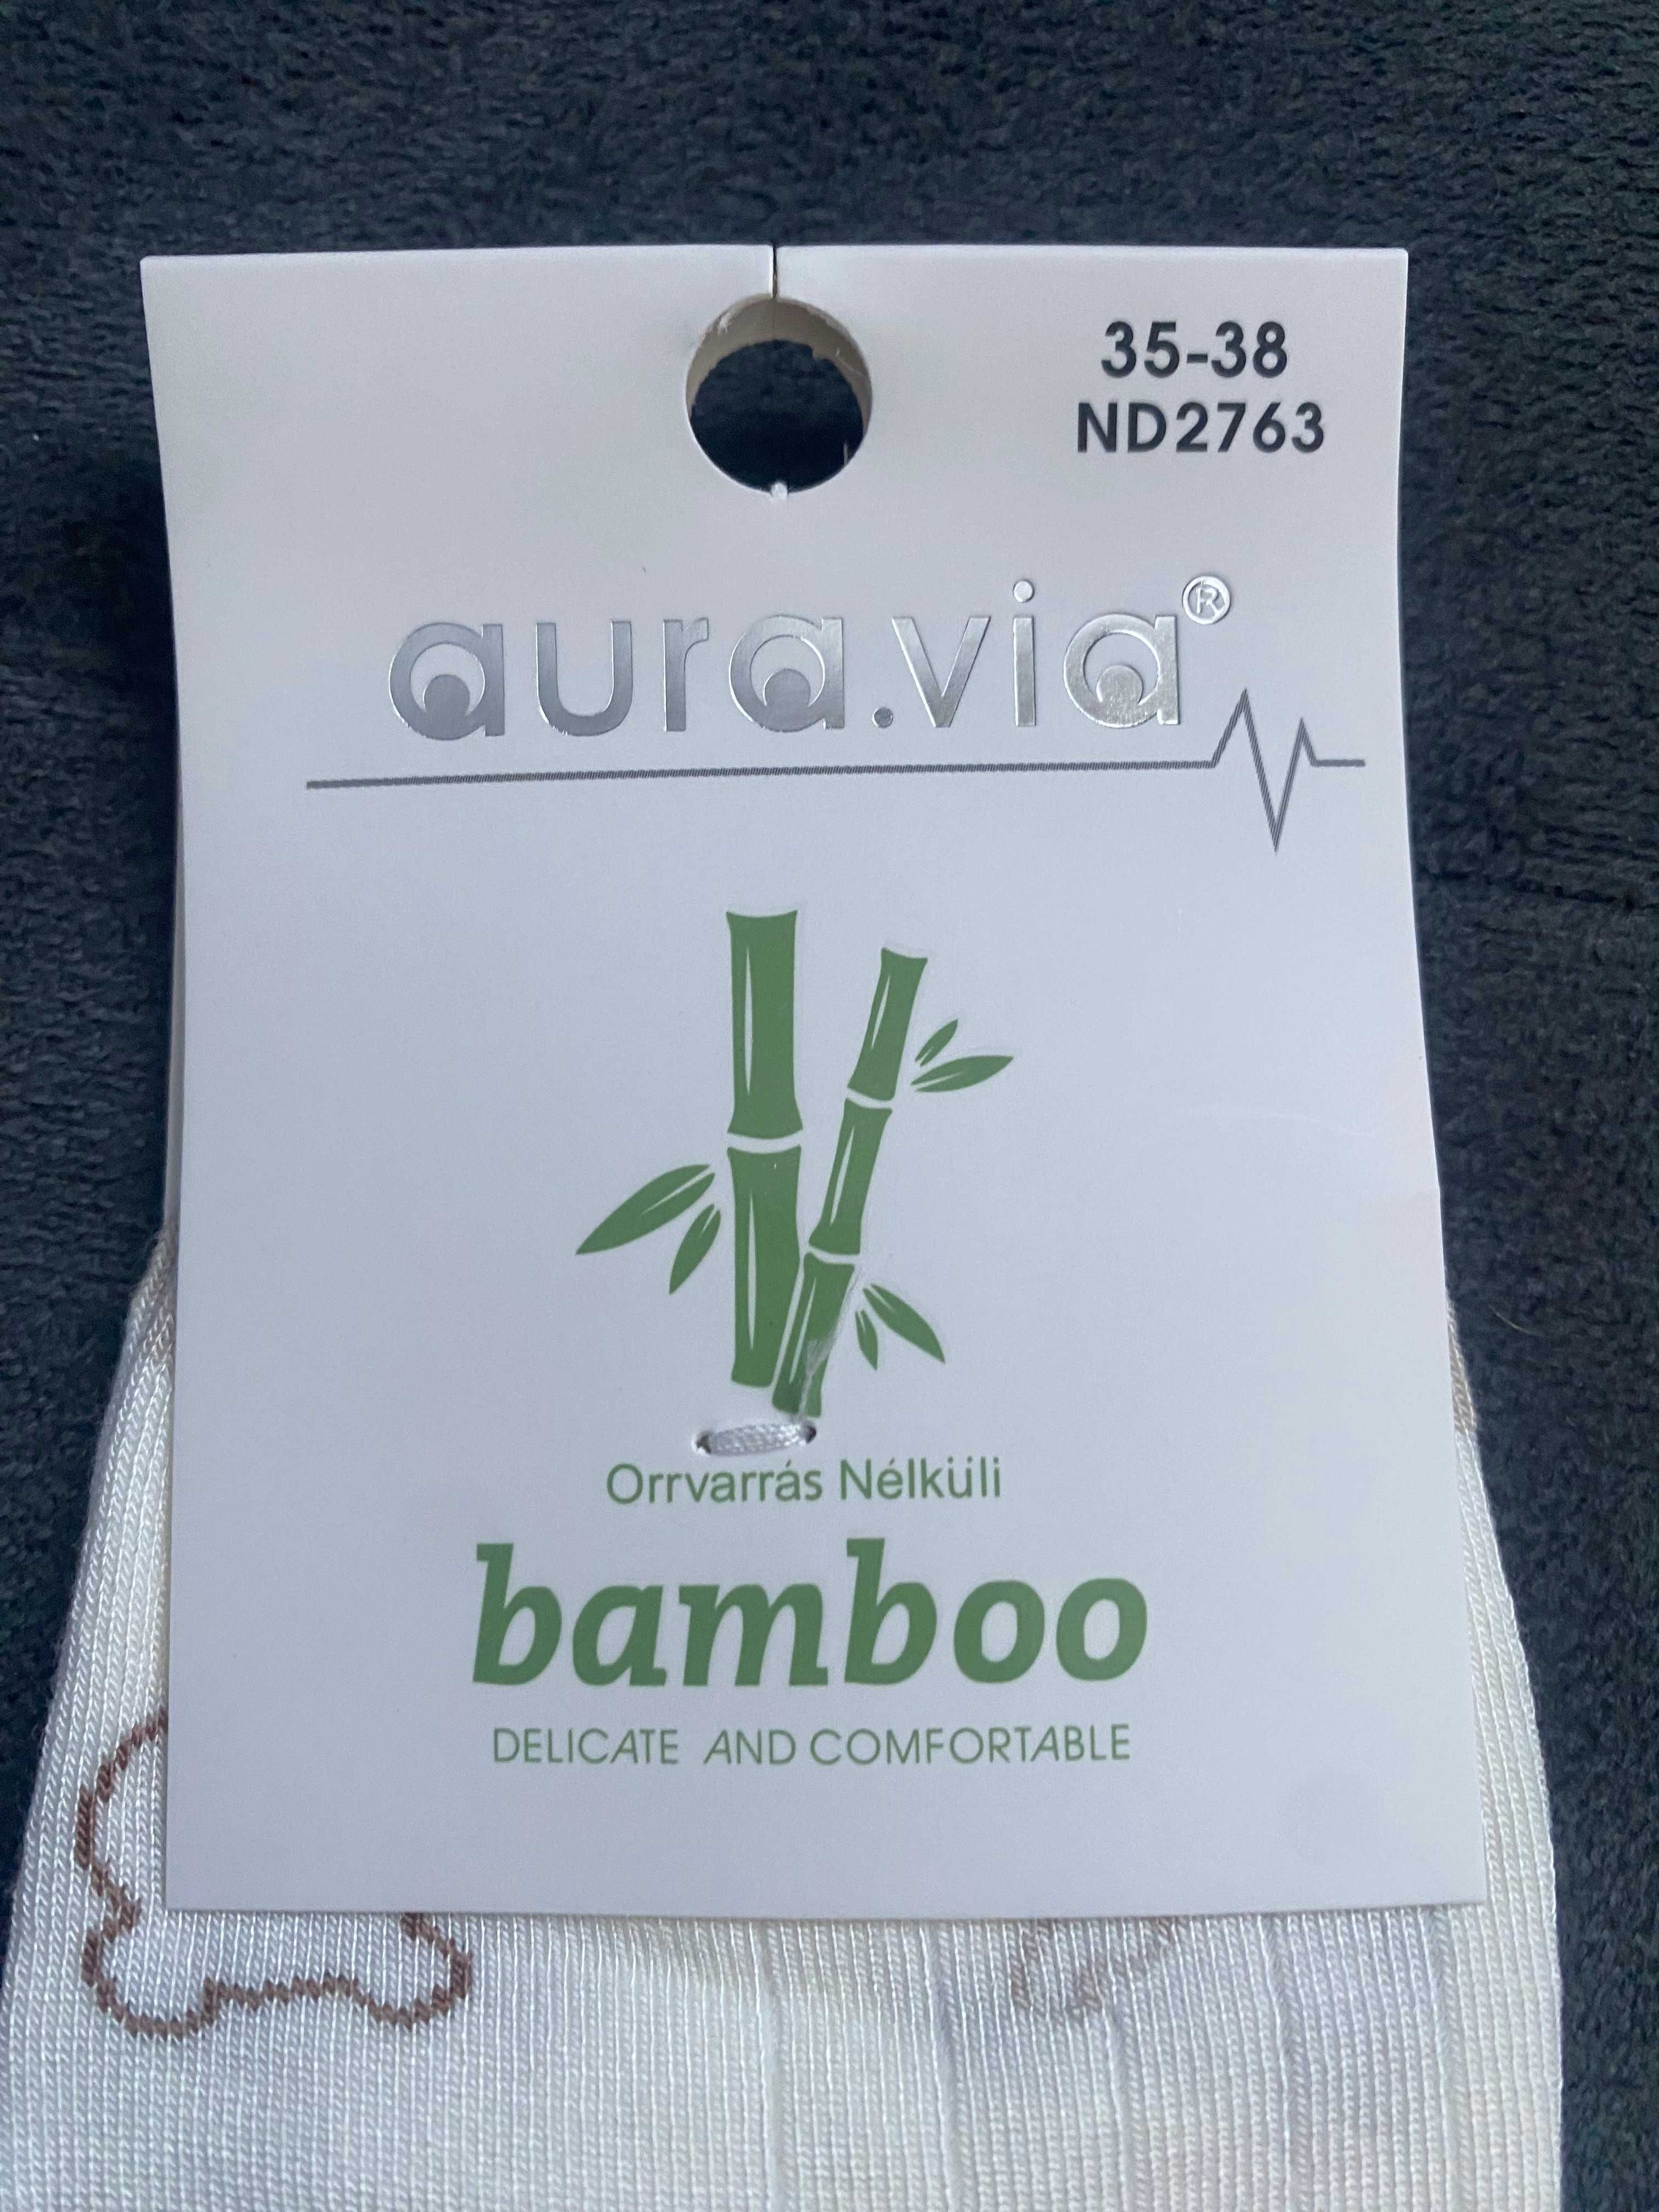 35-38
ND2763
aura.via®
Orrvarrás Nélküli
bamboo
DELICATE AND COMFORTABLE